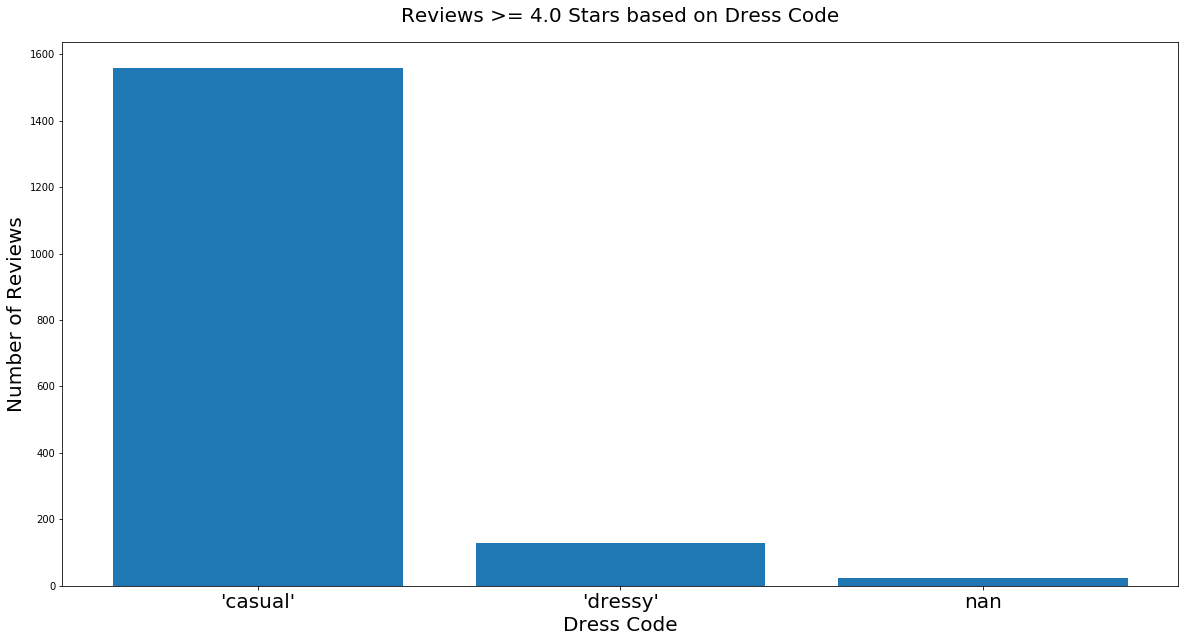 Reviews >= 4.0 Stars based on Dress Code
Number of Reviews
1600
1400
1200
1000
800
600
400
200
0
'casual'
'dressy'
nan
Dress Code